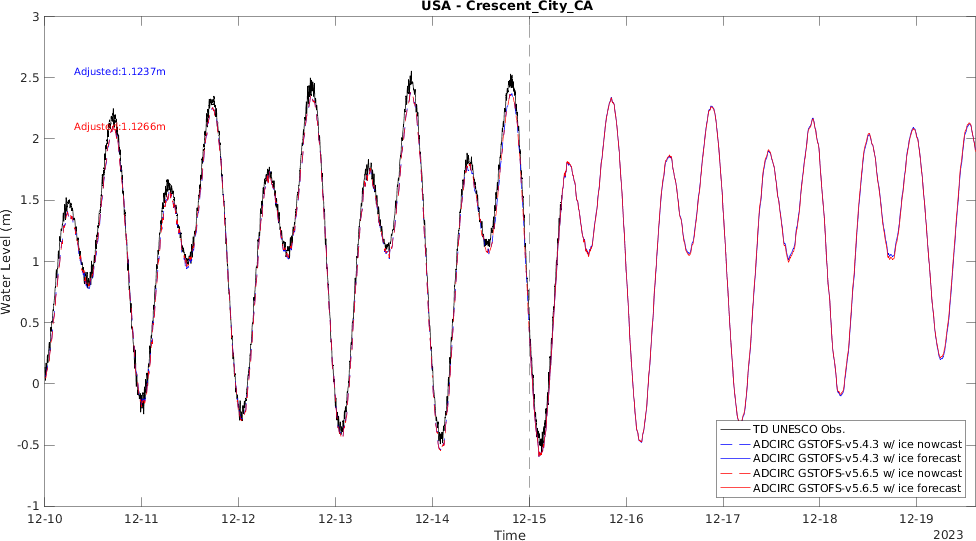 USA - Crescent_City_CA
3
2.5
2
1.5
1
0.5
0
-0.5
-1
Water Level (m)
Adjusted:1.1237m
Adjusted:1.1266m
TD UNESCO Obs.
ADCIRC GSTOFS-v5.4.3 w/ ice nowcast
ADCIRC GSTOFS-v5.4.3 w/ ice forecast
ADCIRC GSTOFS-v5.6.5 w/ ice nowcast
ADCIRC GSTOFS-v5.6.5 w/ ice forecast
12-10 12-11 12-12 12-13 12-14 12-15 12-16 12-17 12-18 12-19
Time
2023